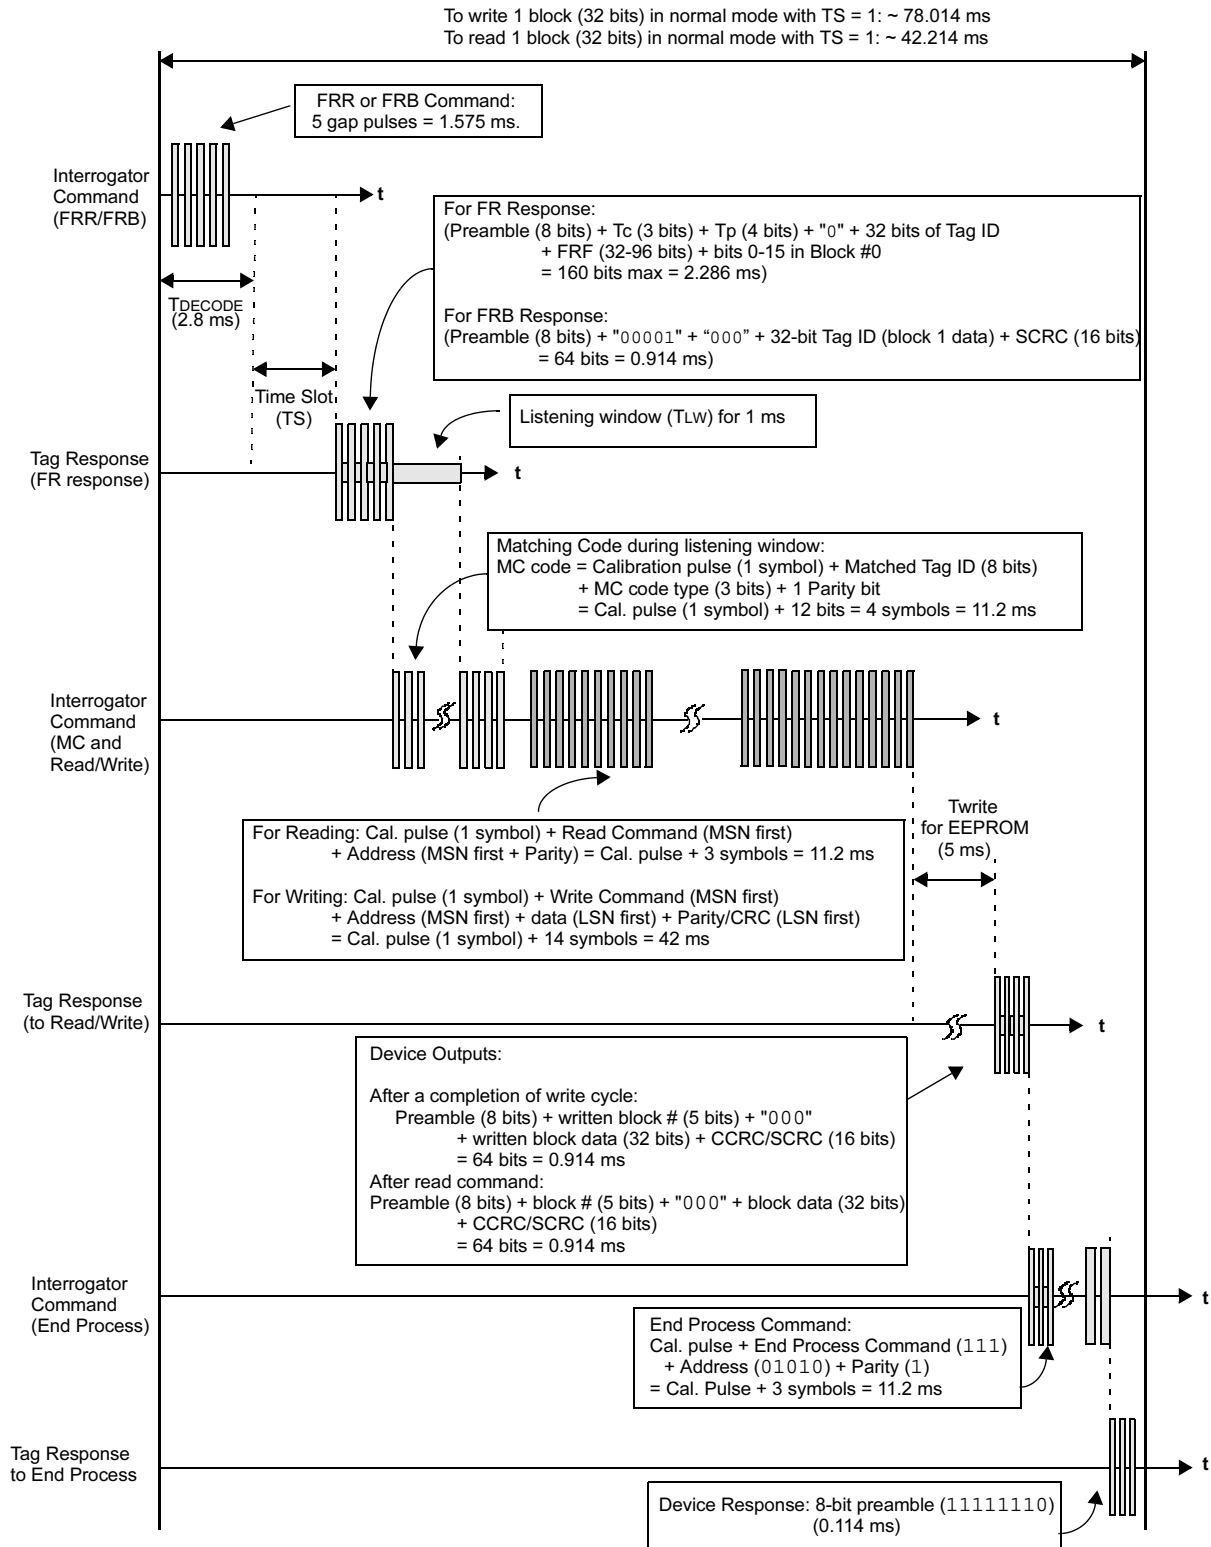 To write 1 block (32 bits) in normal mode with TS = 1: ~ 78.014 ms
To read 1 block (32 bits) in normal mode with TS = 1: ~ 42.214 ms
FRR or FRB Command:
5 gap pulses = 1.575 ms.
Interrogator
Command
(FRR/FRB)
t
For FR Response:
(Preamble (8 bits) + Tc (3 bits) + Tp (4 bits) + "0" + 32 bits of Tag ID
+ FRF (32-96 bits) + bits 0-15 in Block #0
= 160 bits max = 2.286 ms)
For FRB Response:
(Preamble (8 bits) + "00001" + “000” + 32-bit Tag ID (block 1 data) + SCRC (16 bits)
= 64 bits = 0.914 ms)
TDECODE
(2.8 ms)
Time Slot
(TS)
Listening window (TLW) for 1 ms
Tag Response
(FR response)
t
Matching Code during listening window:
MC code = Calibration pulse (1 symbol) + Matched Tag ID (8 bits)
+ MC code type (3 bits) + 1 Parity bit
= Cal. pulse (1 symbol) + 12 bits = 4 symbols = 11.2 ms
Interrogator
Command
(MC and
Read/Write)
t
For Reading: Cal. pulse (1 symbol) + Read Command (MSN first)
+ Address (MSN first + Parity) = Cal. pulse + 3 symbols = 11.2 ms
For Writing: Cal. pulse (1 symbol) + Write Command (MSN first)
+ Address (MSN first) + data (LSN first) + Parity/CRC (LSN first)
= Cal. pulse (1 symbol) + 14 symbols = 42 ms
Twrite
for EEPROM
(5 ms)
Tag Response
(to Read/Write)
t
Device Outputs:
After a completion of write cycle:
Preamble (8 bits) + written block # (5 bits) + "000"
+ written block data (32 bits) + CCRC/SCRC (16 bits)
= 64 bits = 0.914 ms
After read command:
Preamble (8 bits) + block # (5 bits) + "000" + block data (32 bits)
+ CCRC/SCRC (16 bits)
= 64 bits = 0.914 ms
Interrogator
Command
(End Process)
t
End Process Command:
Cal. pulse + End Process Command (111)
+ Address (01010) + Parity (1)
= Cal. Pulse + 3 symbols = 11.2 ms
Tag Response
to End Process
t
Device Response: 8-bit preamble (11111110)
(0.114 ms)